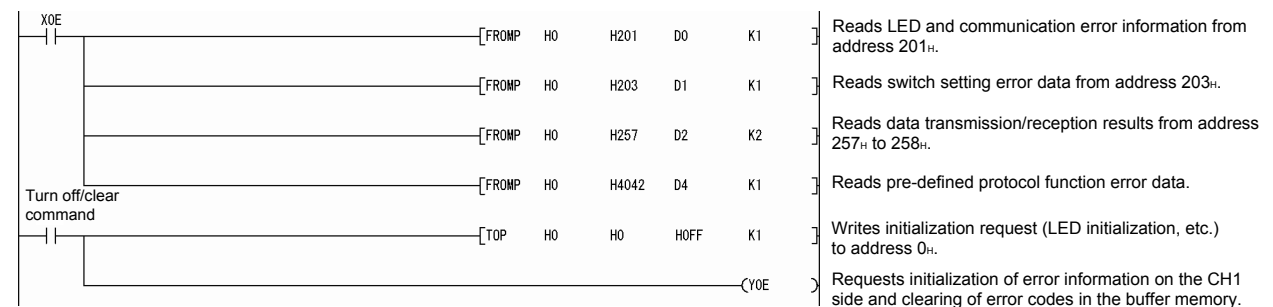 X0E
[FROMP H0 H201 D0 K1 ]
Reads LED and communication error information from
address 201H.
[FROMP H0 H203 D1 K1 ]
Reads switch setting error data from address 203H.
[FROMP H0 H257 D2 K2 ]
Reads data transmission/reception results from address
257H to 258H.
[FROMP H0 H4042 D4 K1 ]
Reads pre-defined protocol function error data.
Turn off/clear
command
[TOP H0 H0 H0FF K1 ]
Writes initialization request (LED initialization, etc.)
to address 0H.
(Y0E )
Requests initialization of error information on the CH1
side and clearing of error codes in the buffer memory.